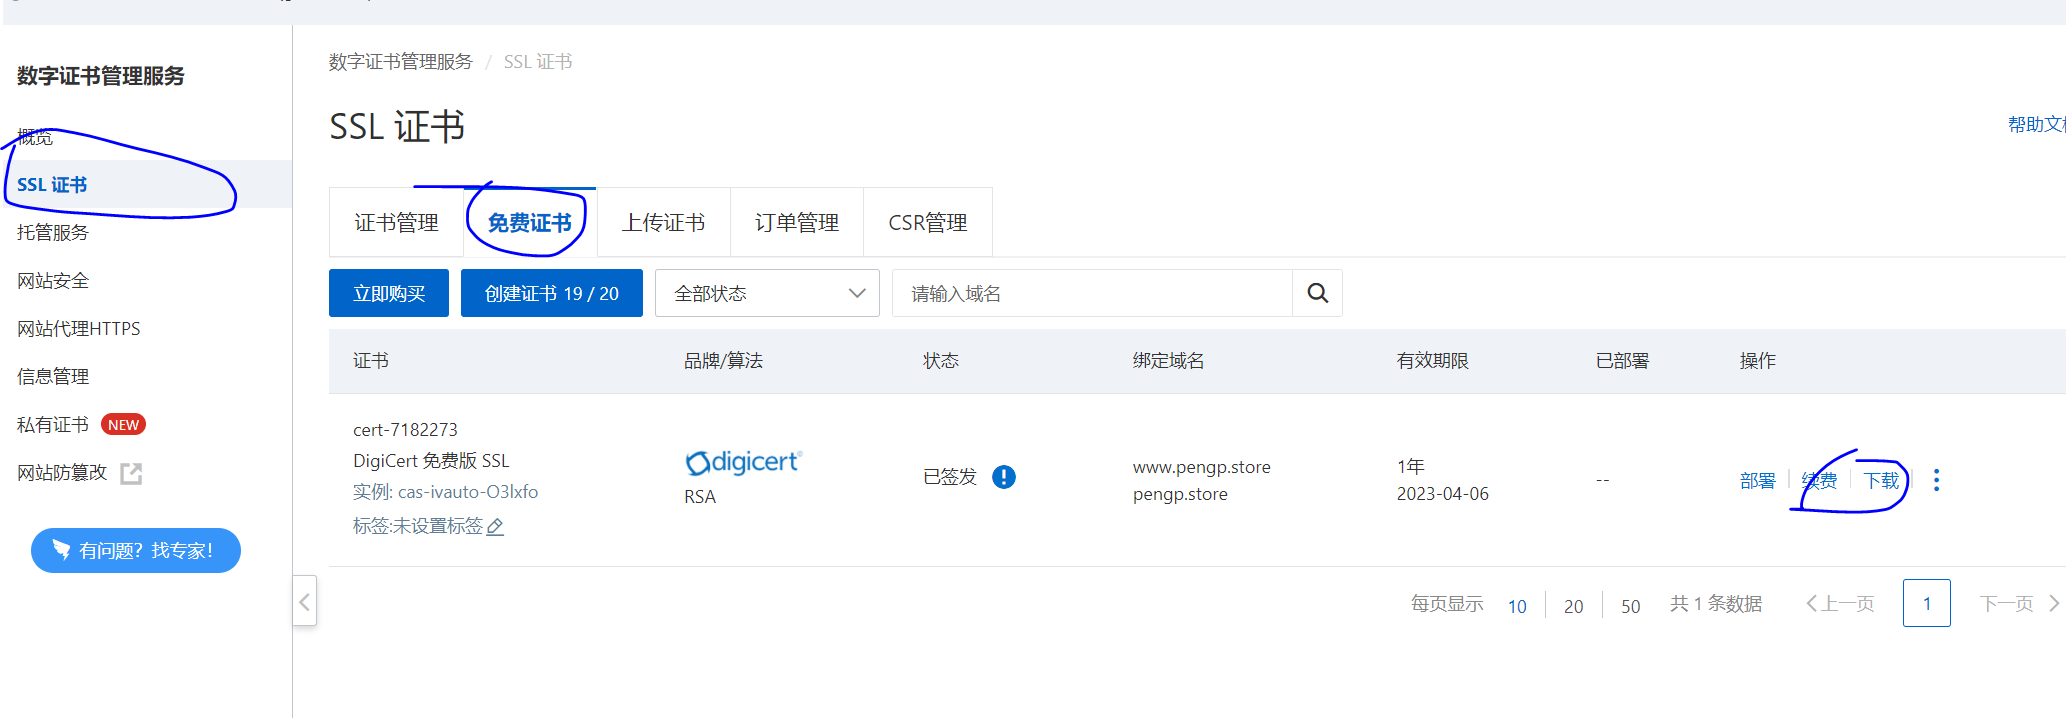 数字证书管理服务
概览
SSL 证书
托管服务
网站安全
网站代理HTTPS
信息管理
私有证书 NEW
网站防篡改
有问题？找专家！
数字证书管理服务 / SSL 证书
SSL 证书
帮助文档
证书管理 免费证书 上传证书 订单管理 CSR管理
立即购买 创建证书 19 / 20 全部状态 请输入域名
证书 品牌/算法 状态 绑定域名 有效期限 已部署 操作
cert-7182273
DigiCert 免费版 SSL
实例: cas-ivauto-O3lxfo
标签:未设置标签
digicert
RSA
已签发
www.pengp.store
pengp.store
1年
2023-04-06
--
部署 续费 下载
每页显示 10 20 50 共 1 条数据 上一页 1 下一页